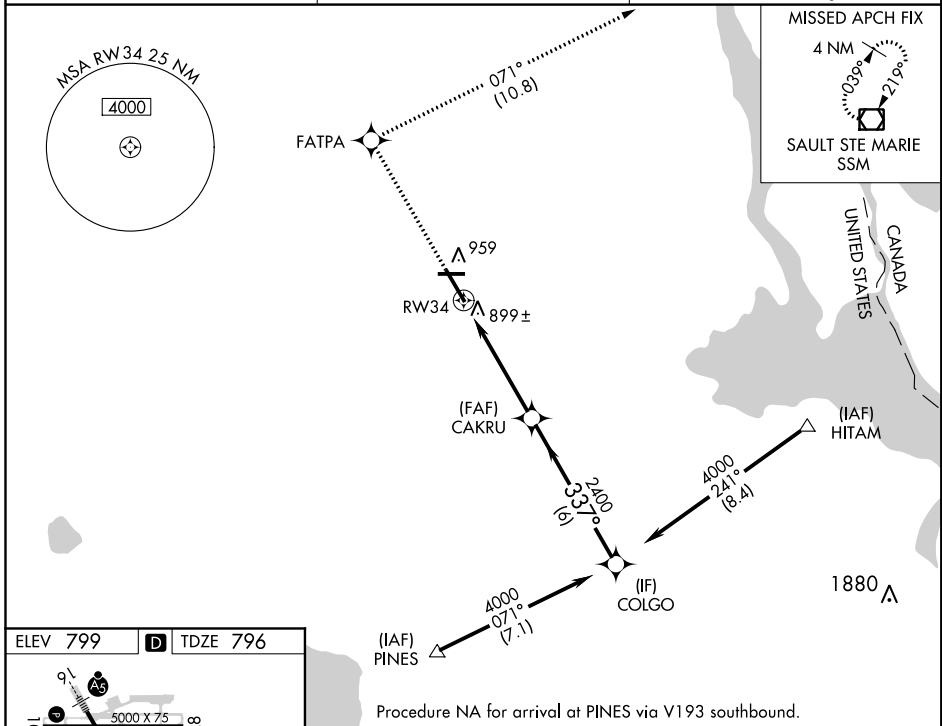 MSA RW34 25 NM
4000
071°
(10.8)
MISSED APCH FIX
4 NM
039°
219°
SAULT STE MARIE
SSM
FATPA
959
RW34
899±
CANADA
UNITED STATES
(FAF)
CAKRU
(IAF)
HITAM
4000
241°
(8.4)
2400
337°
(6)
(IF)
COLGO
1880
4000
071°
(7.1)
(IAF)
PINES
ELEV 799
D
TDZE 796
16
A5
P
5000 X 75
Procedure NA for arrival at PINES via V193 southbound.